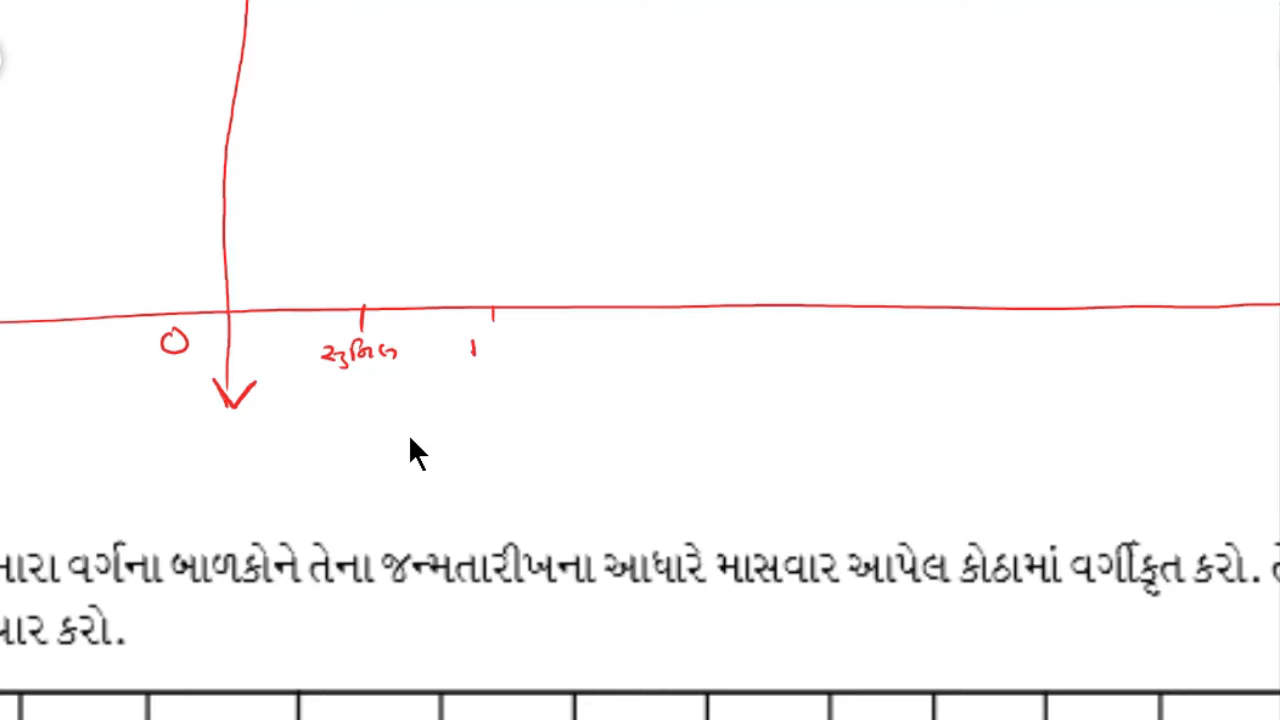 0 સુનિલ
મારા વર્ગના બાળકોને તેના જન્મતારીખના આધારે માસવાર આપેલ કોઠામાં વર્ગીકૃત કરો.
કરો.